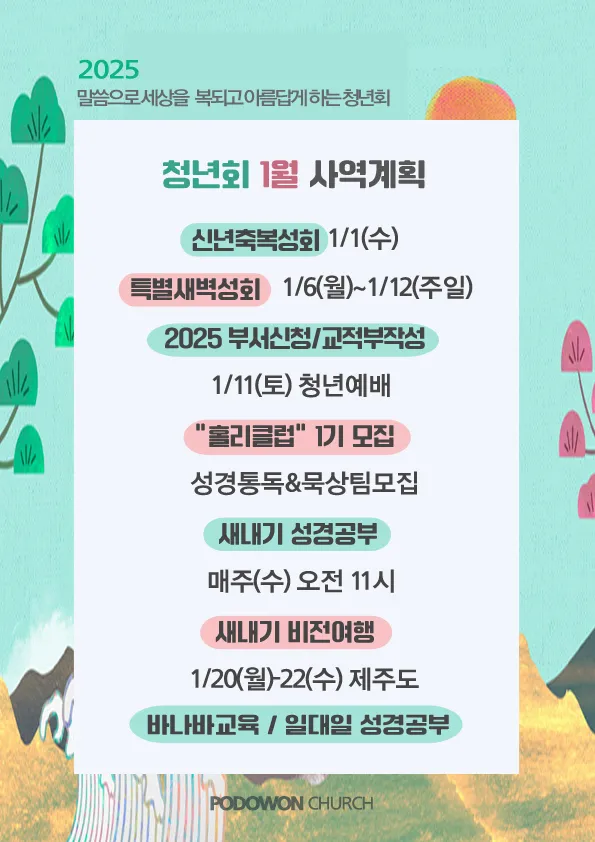 2025
말씀으로 세상을 복되고 아름답게 하는 청년회
청년회 1월 사역계획
신년축복성회 1/1(수)
특별새벽성회 1/6(월)~1/12(주일)
2025 부서신청/교적부작성
1/11(토) 청년예배
"홀리클럽" 1기 모집
성경통독&묵상팀모집
새내기 성경공부
매주(수) 오전 11시
새내기 비전여행
1/20(월)-22(수) 제주도
바나바교육 / 일대일 성경공부
PODOWON CHURCH